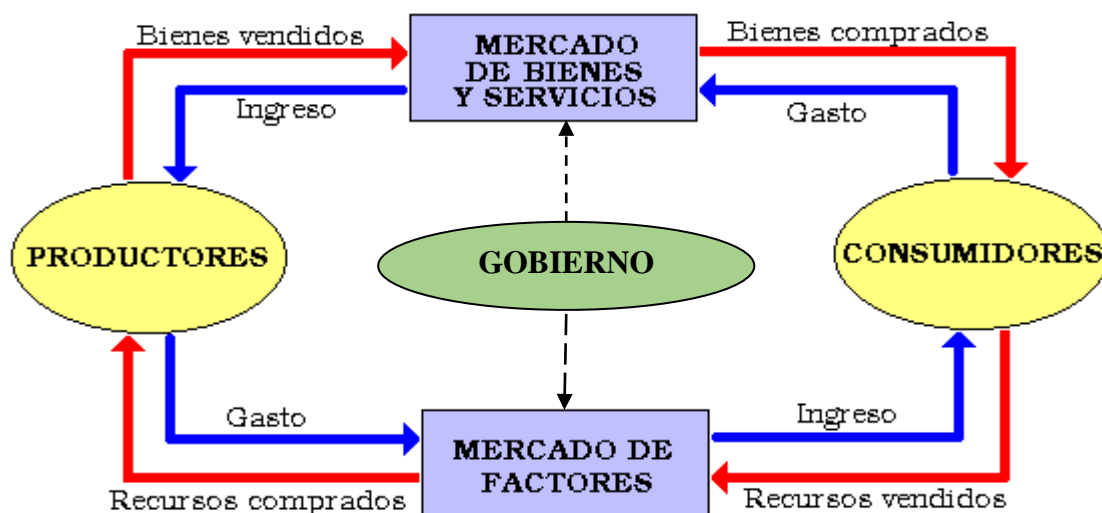 Bienes vendidos
MERCADO
DE BIENES
Y SERVICIOS
Bienes comprados
Ingreso
Gasto
PRODUCTORES
GOBIERNO
CONSUMIDORES
Gasto
Ingreso
MERCADO DE
FACTORES
Recursos comprados
Recursos vendidos